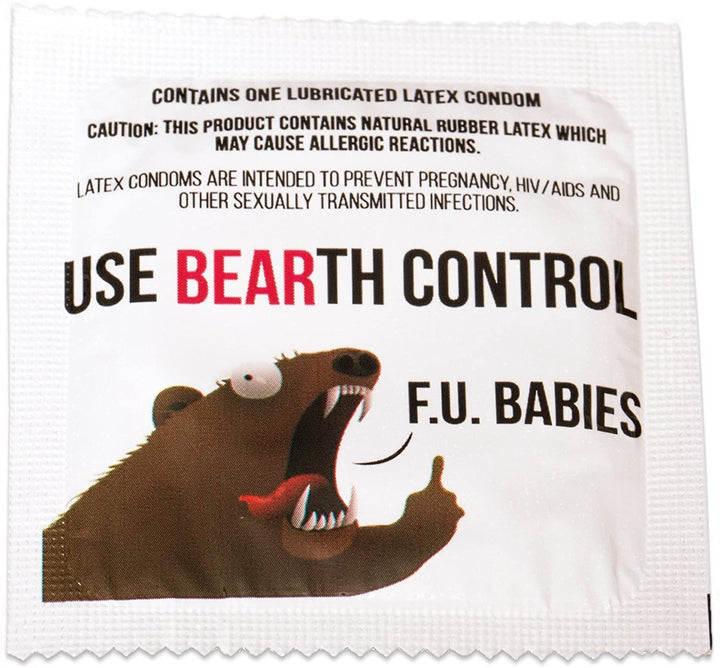 CONTAINS ONE LUBRICATED LATEX CONDOM
CAUTION: THIS PRODUCT CONTAINS NATURAL RUBBER LATEX WHICH
MAY CAUSE ALLERGIC REACTIONS.
LATEX CONDOMS ARE INTENDED TO PREVENT PREGNANCY, HIV/AIDS AND
OTHER SEXUALLY TRANSMITTED INFECTIONS.
USE BEARTH CONTROL
F.U. BABIES